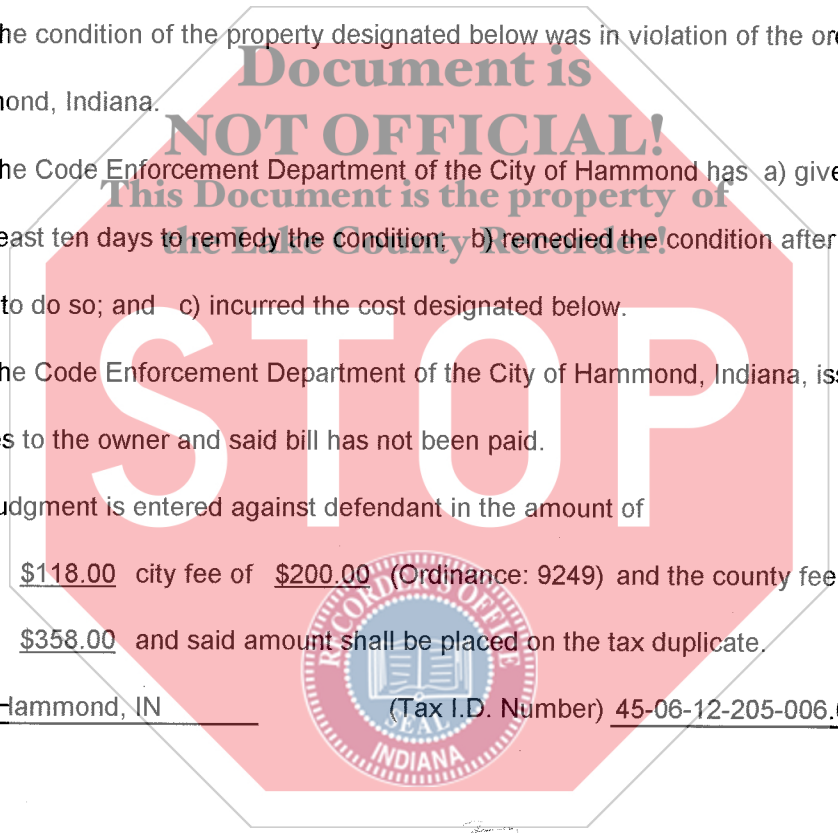 he condition of the property designated below was in violation of the or
Document is
ond, Indiana.
NOT OFFICIAL!
he Code Enforcement Department of the City of Hammond has a) give
This Document is the property of
east ten days to remedy the condition; b) remedied the condition after
the Lake County Recorder!
to do so; and c) incurred the cost designated below.
STOP
he Code Enforcement Department of the City of Hammond, Indiana, is
s to the owner and said bill has not been paid.
udgment is entered against defendant in the amount of
$118.00 city fee of $200.00 (Ordinance: 9249) and the county fee
$358.00 and said amount shall be placed on the tax duplicate.
RECORDER'S OFFICE
Hammond, IN (Tax I.D. Number) 45-06-12-205-006.
SEAL
INDIANA